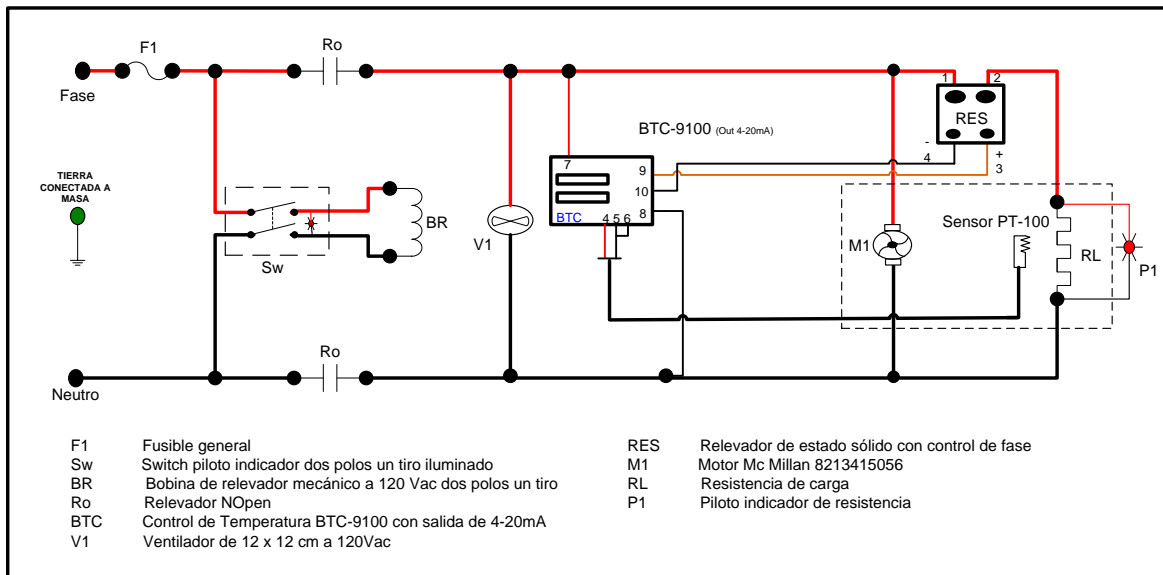 F1
Ro
Fase
1
2
RES
-
4
+
3
BTC-9100 (Out 4-20mA)
7
9
10
8
BTC
4
5
6
TIERRA
CONECTADA A
MASA
BR
Sw
V1
M1
Sensor PT-100
RL
P1
Ro
Neutro
F1 Fusible general
Sw Switch piloto indicador dos polos un tiro iluminado
BR Bobina de relevador mecánico a 120 Vac dos polos un tiro
Ro Relevador NOpen
BTC Control de Temperatura BTC-9100 con salida de 4-20mA
V1 Ventilador de 12 x 12 cm a 120Vac
RES Relevador de estado sólido con control de fase
M1 Motor Mc Millan 8213415056
RL Resistencia de carga
P1 Piloto indicador de resistencia